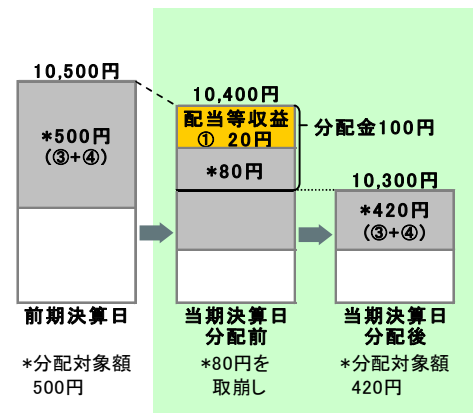 10,500円
*500円
(③+④)
前期決算日
*分配対象額
500円
10,400円
配当等収益
① 20円
*80円
分配金100円
当期決算日
分配前
*80円を
取崩し
10,300円
*420円
(③+④)
当期決算日
分配後
*分配対象額
420円